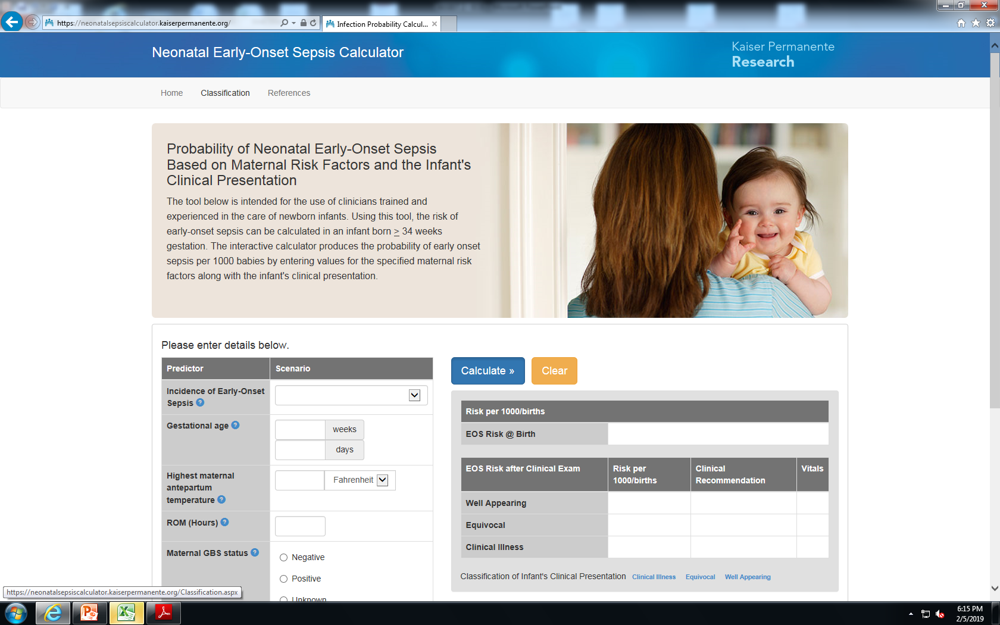 https://neonatalsepsiscalculator.kaiserpermanente.org/
Infection Probability Calcul...
Neonatal Early-Onset Sepsis Calculator
Kaiser Permanente
Research
Home
Classification
References
Probability of Neonatal Early-Onset Sepsis
Based on Maternal Risk Factors and the Infant's
Clinical Presentation
The tool below is intended for the use of clinicians trained and
experienced in the care of newborn infants. Using this tool, the risk of
early-onset sepsis can be calculated in an infant born ≥ 34 weeks
gestation. The interactive calculator produces the probability of early onset
sepsis per 1000 babies by entering values for the specified maternal risk
factors along with the infant's clinical presentation.
Please enter details below.
Predictor
Scenario
Incidence of Early-Onset
Sepsis ?
Gestational age ?
weeks
days
Highest maternal
antepartum
temperature ?
Fahrenheit
ROM (Hours) ?
Maternal GBS status ?
Negative
Positive
Unknown
Calculate »
Clear
Risk per 1000/births
EOS Risk @ Birth
EOS Risk after Clinical Exam
Risk per
1000/births
Clinical
Recommendation
Vitals
Well Appearing
Equivocal
Clinical Illness
Classification of Infant's Clinical Presentation
Clinical Illness
Equivocal
Well Appearing
https://neonatalsepsiscalculator.kaiserpermanente.org/Classification.aspx
6:15 PM
2/5/2019